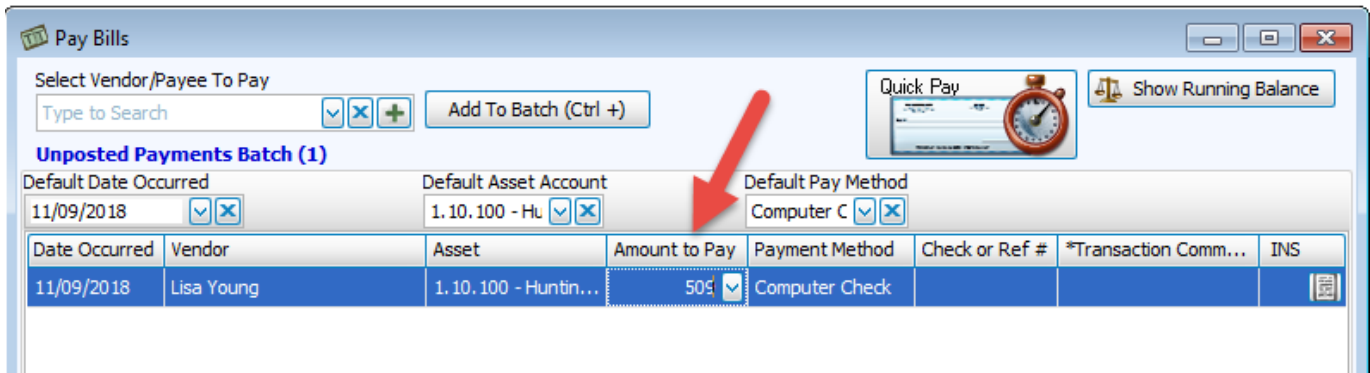 Pay Bills
Select Vendor/Payee To Pay
Type to Search
Add To Batch (Ctrl +)
Quick Pay
Show Running Balance
Unposted Payments Batch (1)
Default Date Occurred Default Asset Account Default Pay Method
11/09/2018 1.10.100 - Hu Computer C
Date Occurred Vendor Asset Amount to Pay Payment Method Check or Ref # *Transaction Comm... INS
11/09/2018 Lisa Young 1.10.100 - Huntin... 509 Computer Check